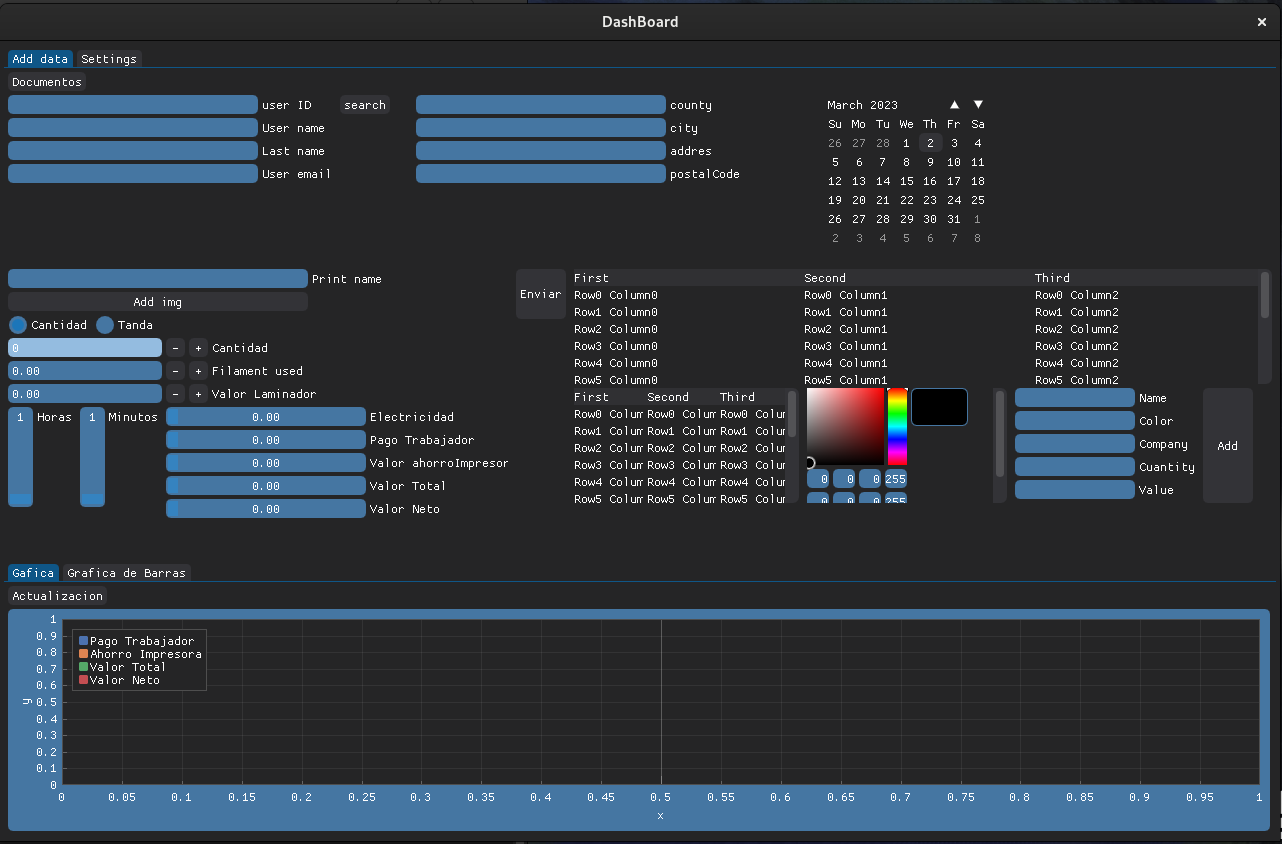 DashBoard
Add data Settings
Documentos
user ID search county
User name city
Last name addres
User email postalCode
March 2023
Su Mo Tu We Th Fr Sa
26 27 28 1 2 3 4
5 6 7 8 9 10 11
12 13 14 15 16 17 18
19 20 21 22 23 24 25
26 27 28 29 30 31 1
2 3 4 5 6 7 8
Print name
Add img
Cantidad Tanda
0 - + Cantidad
0.00 - + Filament used
0.00 - + Valor Laminador
1 Horas 1 Minutos
0.00 Electricidad
0.00 Pago Trabajador
0.00 Valor ahorroImpresor
0.00 Valor Total
0.00 Valor Neto
Enviar
First Second Third
Row0 Column0 Row0 Column1 Row0 Column2
Row1 Column0 Row1 Column1 Row1 Column2
Row2 Column0 Row2 Column1 Row2 Column2
Row3 Column0 Row3 Column1 Row3 Column2
Row4 Column0 Row4 Column1 Row4 Column2
Row5 Column0 Row5 Column1 Row5 Column2
First Second Third
Row0 Colum Row0 Colum Row0 Colu
Row1 Colum Row1 Colum Row1 Colu
Row2 Colum Row2 Colum Row2 Colu
Row3 Colum Row3 Colum Row3 Colu
Row4 Colum Row4 Colum Row4 Colu
Row5 Colum Row5 Colum Row5 Colu
0 0 0 255
0 0 0 255
Name
Color
Company
Cuantity
Value
Add
Gafica Grafica de Barras
Actualizacion
Pago Trabajador
Ahorro Impresora
Valor Total
Valor Neto
1
0.9
0.8
0.7
0.6
0.5
0.4
0.3
0.2
0.1
0
y
0 0.05 0.1 0.15 0.2 0.25 0.3 0.35 0.4 0.45 0.5 0.55 0.6 0.65 0.7 0.75 0.8 0.85 0.9 0.95 1
x